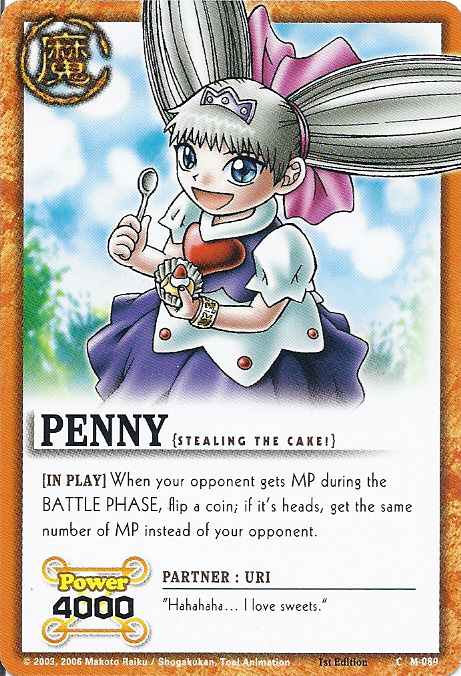 魔
PENNY {STEALING THE CAKE!}
[IN PLAY] When your opponent gets MP during the
BATTLE PHASE, flip a coin; if it's heads, get the same
number of MP instead of your opponent.
Power
4000
PARTNER : URI
"Hahahaha... I love sweets."
© 2003, 2006 Makoto Raiku / Shogakukan, Toei Animation 1st Edition C M-089